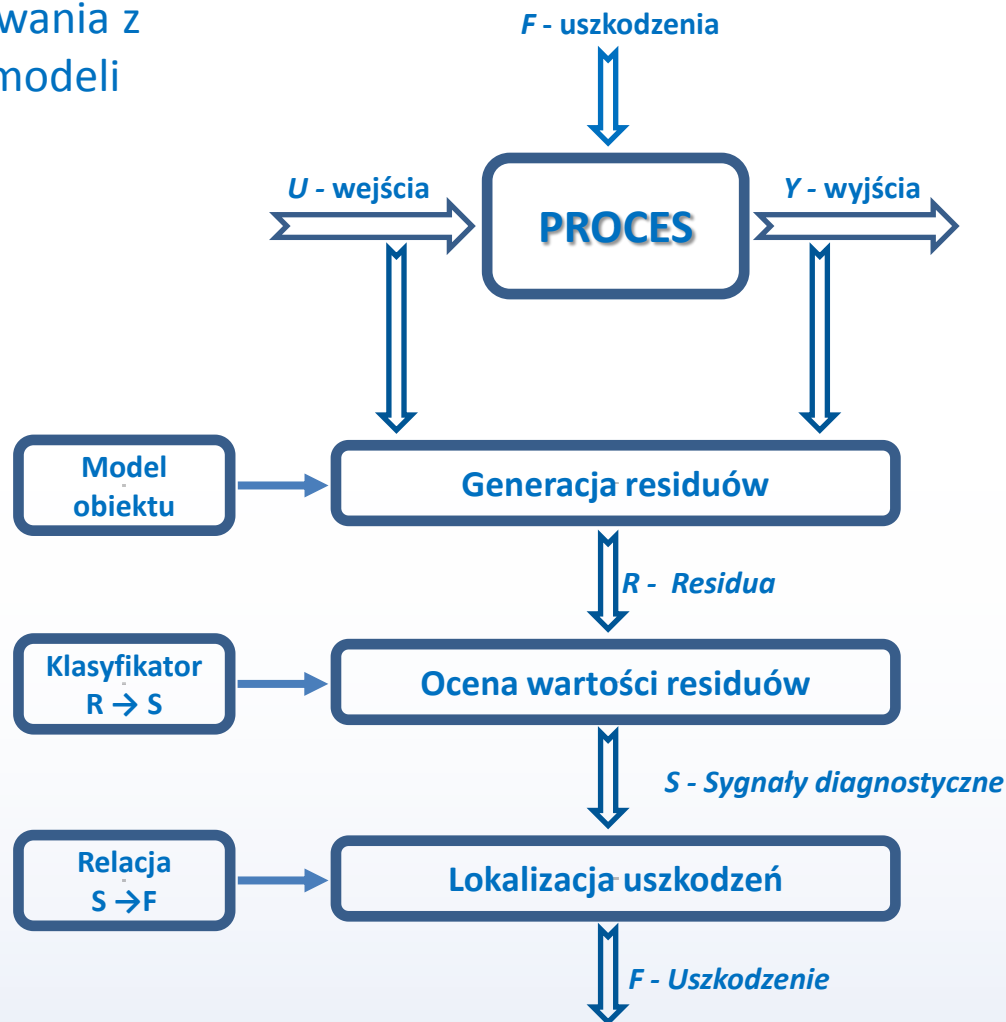 wania z
modeli
F - uszkodzenia
U - wejścia
Y - wyjścia
PROCES
Model
obiektu
Generacja residuów
R - Residua
Klasyfikator
R → S
Ocena wartości residuów
S - Sygnały diagnostyczne
Relacja
S →F
Lokalizacja uszkodzeń
F - Uszkodzenie